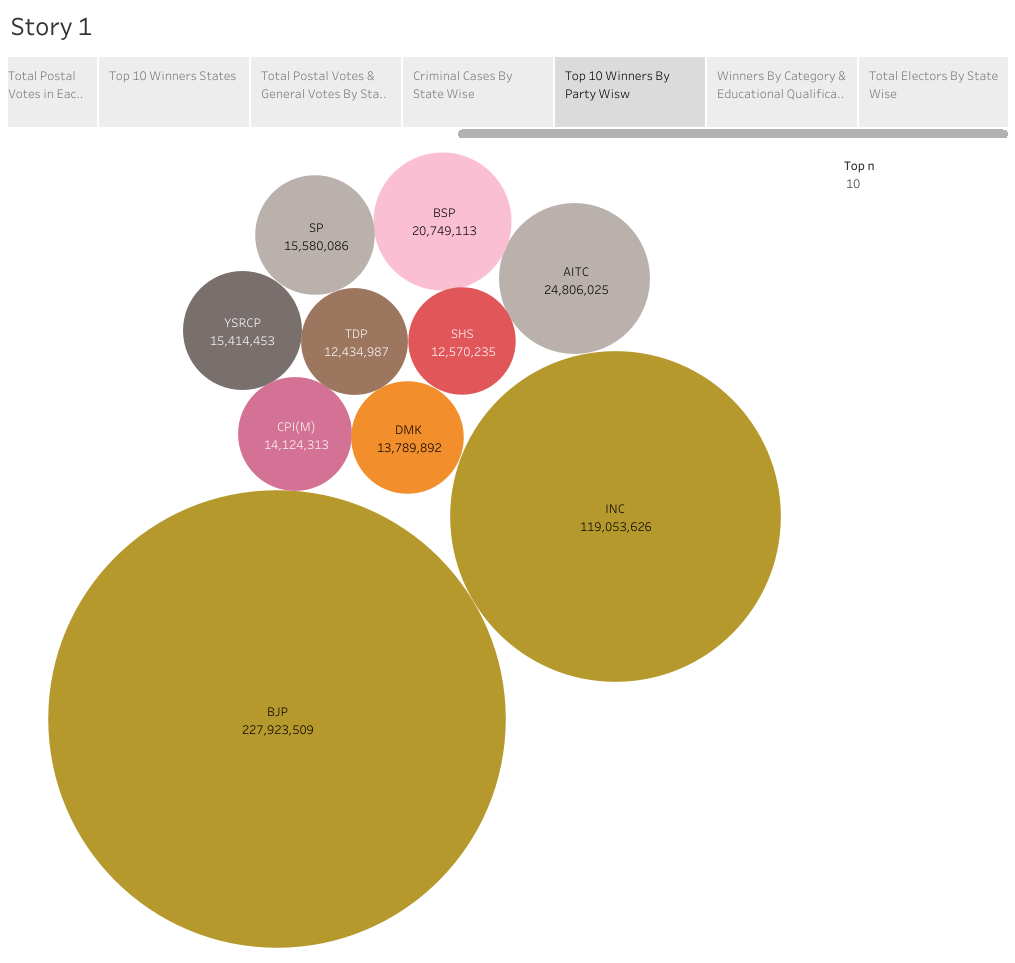 Story 1
Total Postal
Votes in Eac..
Top 10 Winners States
Total Postal Votes &
General Votes By Sta..
Criminal Cases By
State Wise
Top 10 Winners By
Party Wisw
Winners By Category &
Educational Qualifica..
Total Electors By State
Wise
Top n
10
BSP
20,749,113
SP
15,580,086
AITC
24,806,025
YSRCP
15,414,453
TDP
12,434,987
SHS
12,570,235
CPI(M)
14,124,313
DMK
13,789,892
INC
119,053,626
BJP
227,923,509